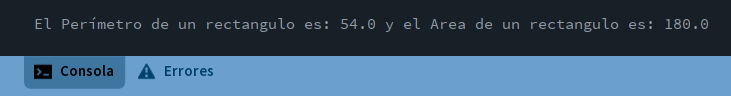 El Perímetro de un rectangulo es: 54.0 y el Area de un rectangulo es: 180.0
Consola Errores